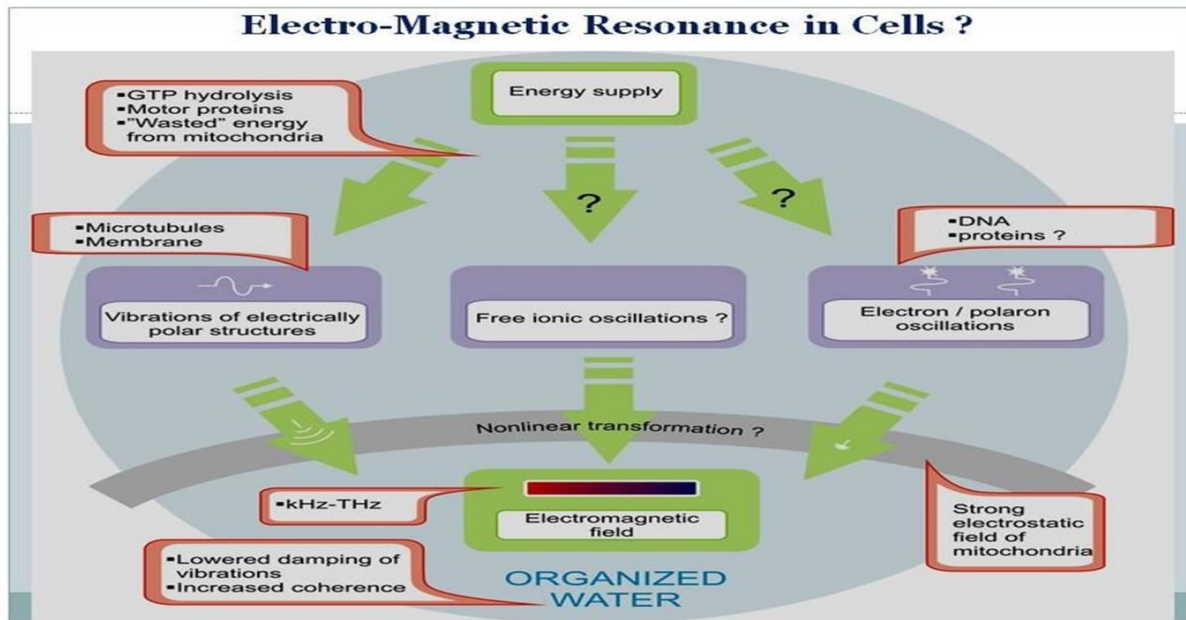 Electro-Magnetic Resonance in Cells ?
▪GTP hydrolysis
▪Motor proteins
▪"Wasted" energy
from mitochondria
Energy supply
?
?
▪Microtubules
▪Membrane
▪DNA
▪proteins ?
Vibrations of electrically
polar structures
Free ionic oscillations ?
Electron / polaron
oscillations
Nonlinear transformation ?
▪kHz-THz
Electromagnetic
field
Strong
electrostatic
field of
mitochondria
▪Lowered damping of
vibrations
▪Increased coherence
ORGANIZED
WATER